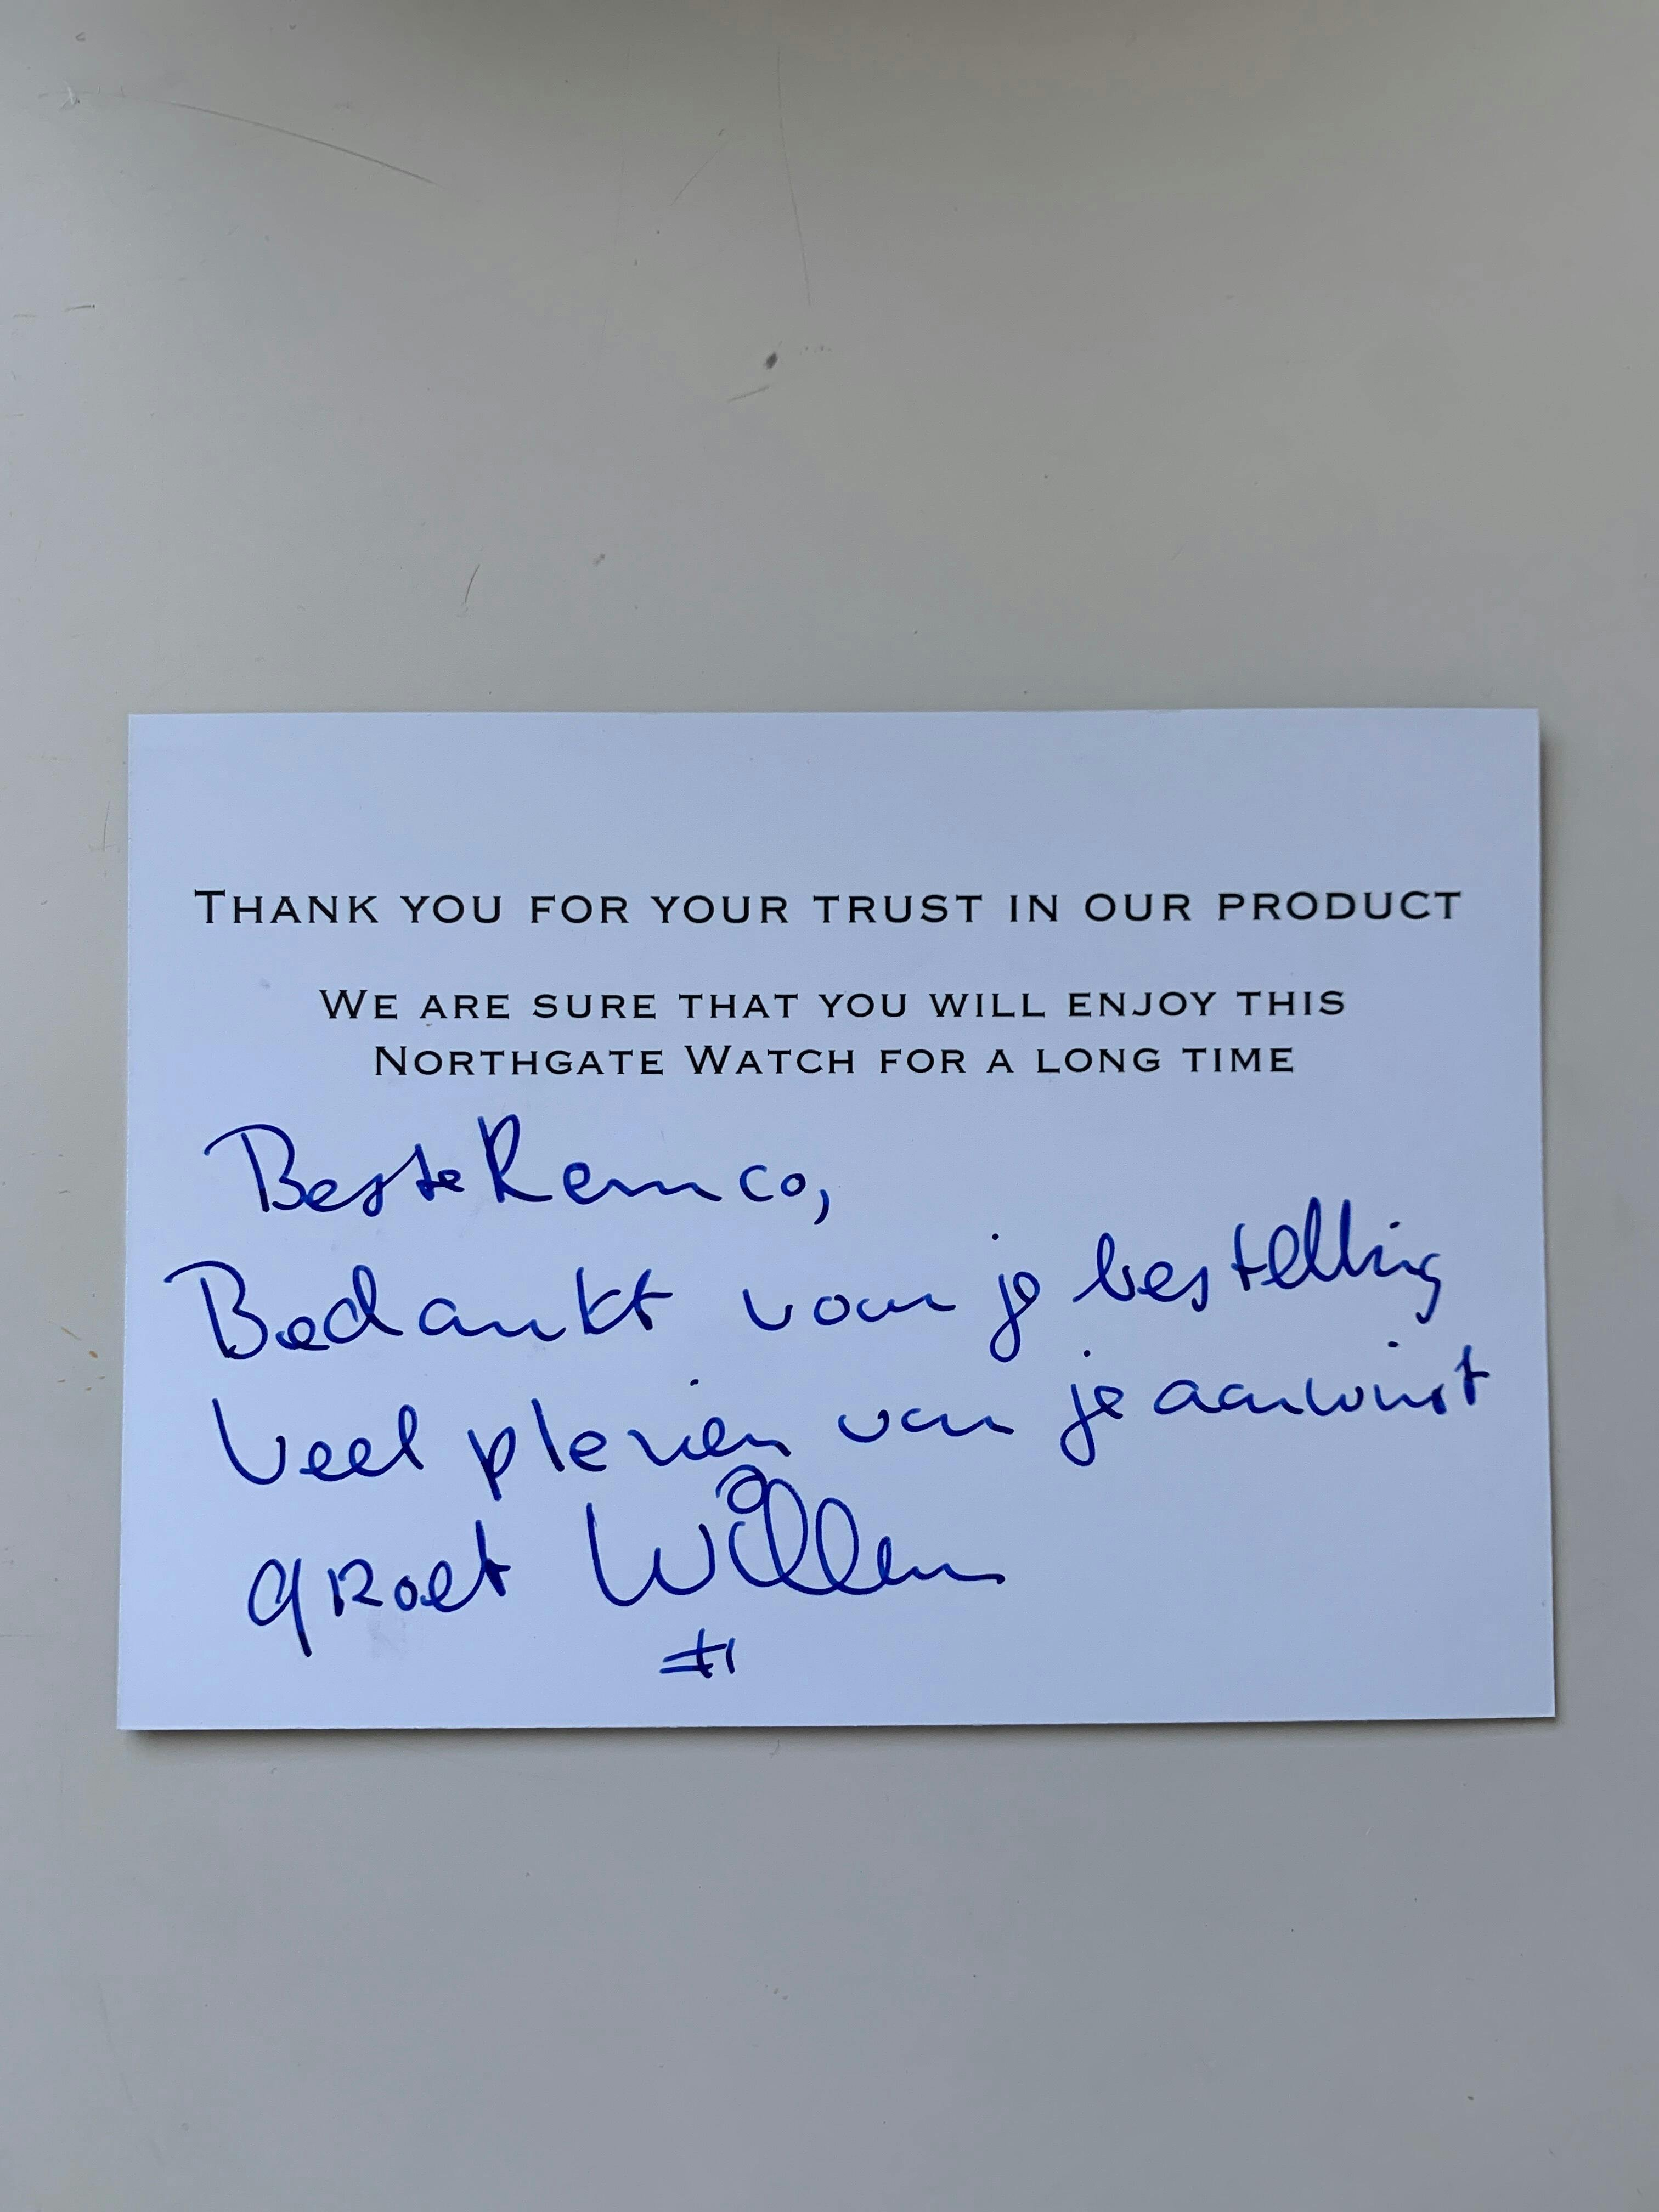 THANK YOU FOR YOUR TRUST IN OUR PRODUCT
WE ARE SURE THAT YOU WILL ENJOY THIS
NORTHGATE WATCH FOR A LONG TIME
Beste Remco,
Bedankt voor je bestelling
Veel plezier van je aanwinst
groet Willem
#1